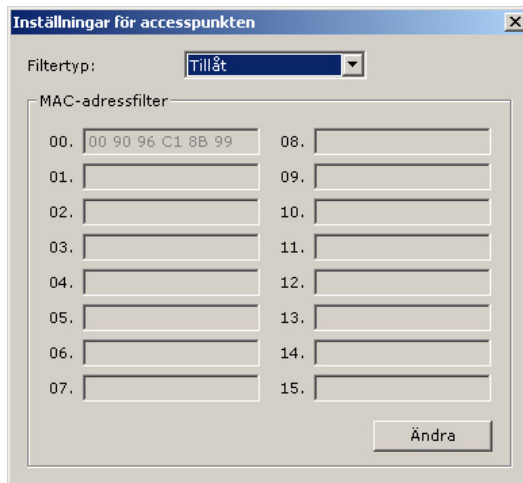 Inställningar för accesspunkten
Filtertyp: Tillåt
MAC-adressfilter
00. 00 90 96 C1 8B 99 08.
01. 09.
02. 10.
03. 11.
04. 12.
05. 13.
06. 14.
07. 15.
Ändra